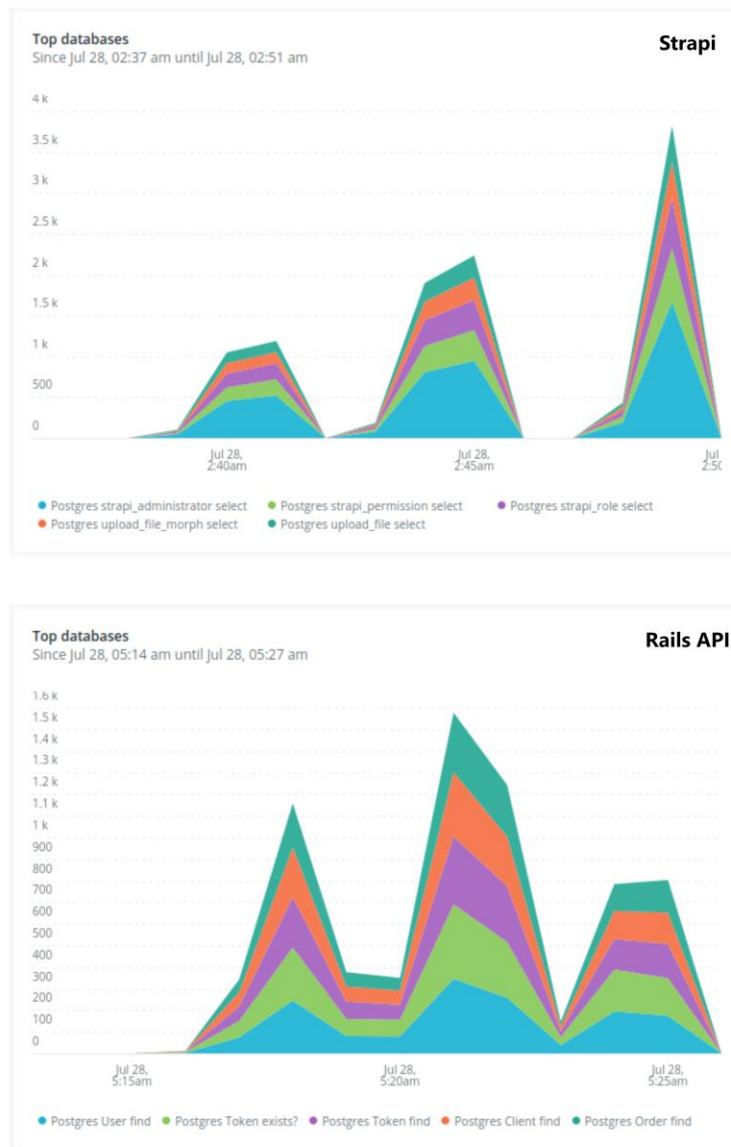 Top databases
Strapi
Since Jul 28, 02:37 am until Jul 28, 02:51 am
4 k
3.5 k
3 k
2.5 k
2 k
1.5 k
1 k
500
0
Jul 28,
2:40am
Jul 28,
2:45am
Jul
2:50
Postgres strapi_administrator select
Postgres strapi_permission select
Postgres strapi_role select
Postgres upload_file_morph select
Postgres upload_file select
Top databases
Rails API
Since Jul 28, 05:14 am until Jul 28, 05:27 am
1.6 k
1.5 k
1.4 k
1.3 k
1.2 k
1.1 k
1 k
900
800
700
600
500
400
300
200
100
0
Jul 28,
5:15am
Jul 28,
5:20am
Jul 28,
5:25am
Postgres User find
Postgres Token exists?
Postgres Token find
Postgres Client find
Postgres Order find